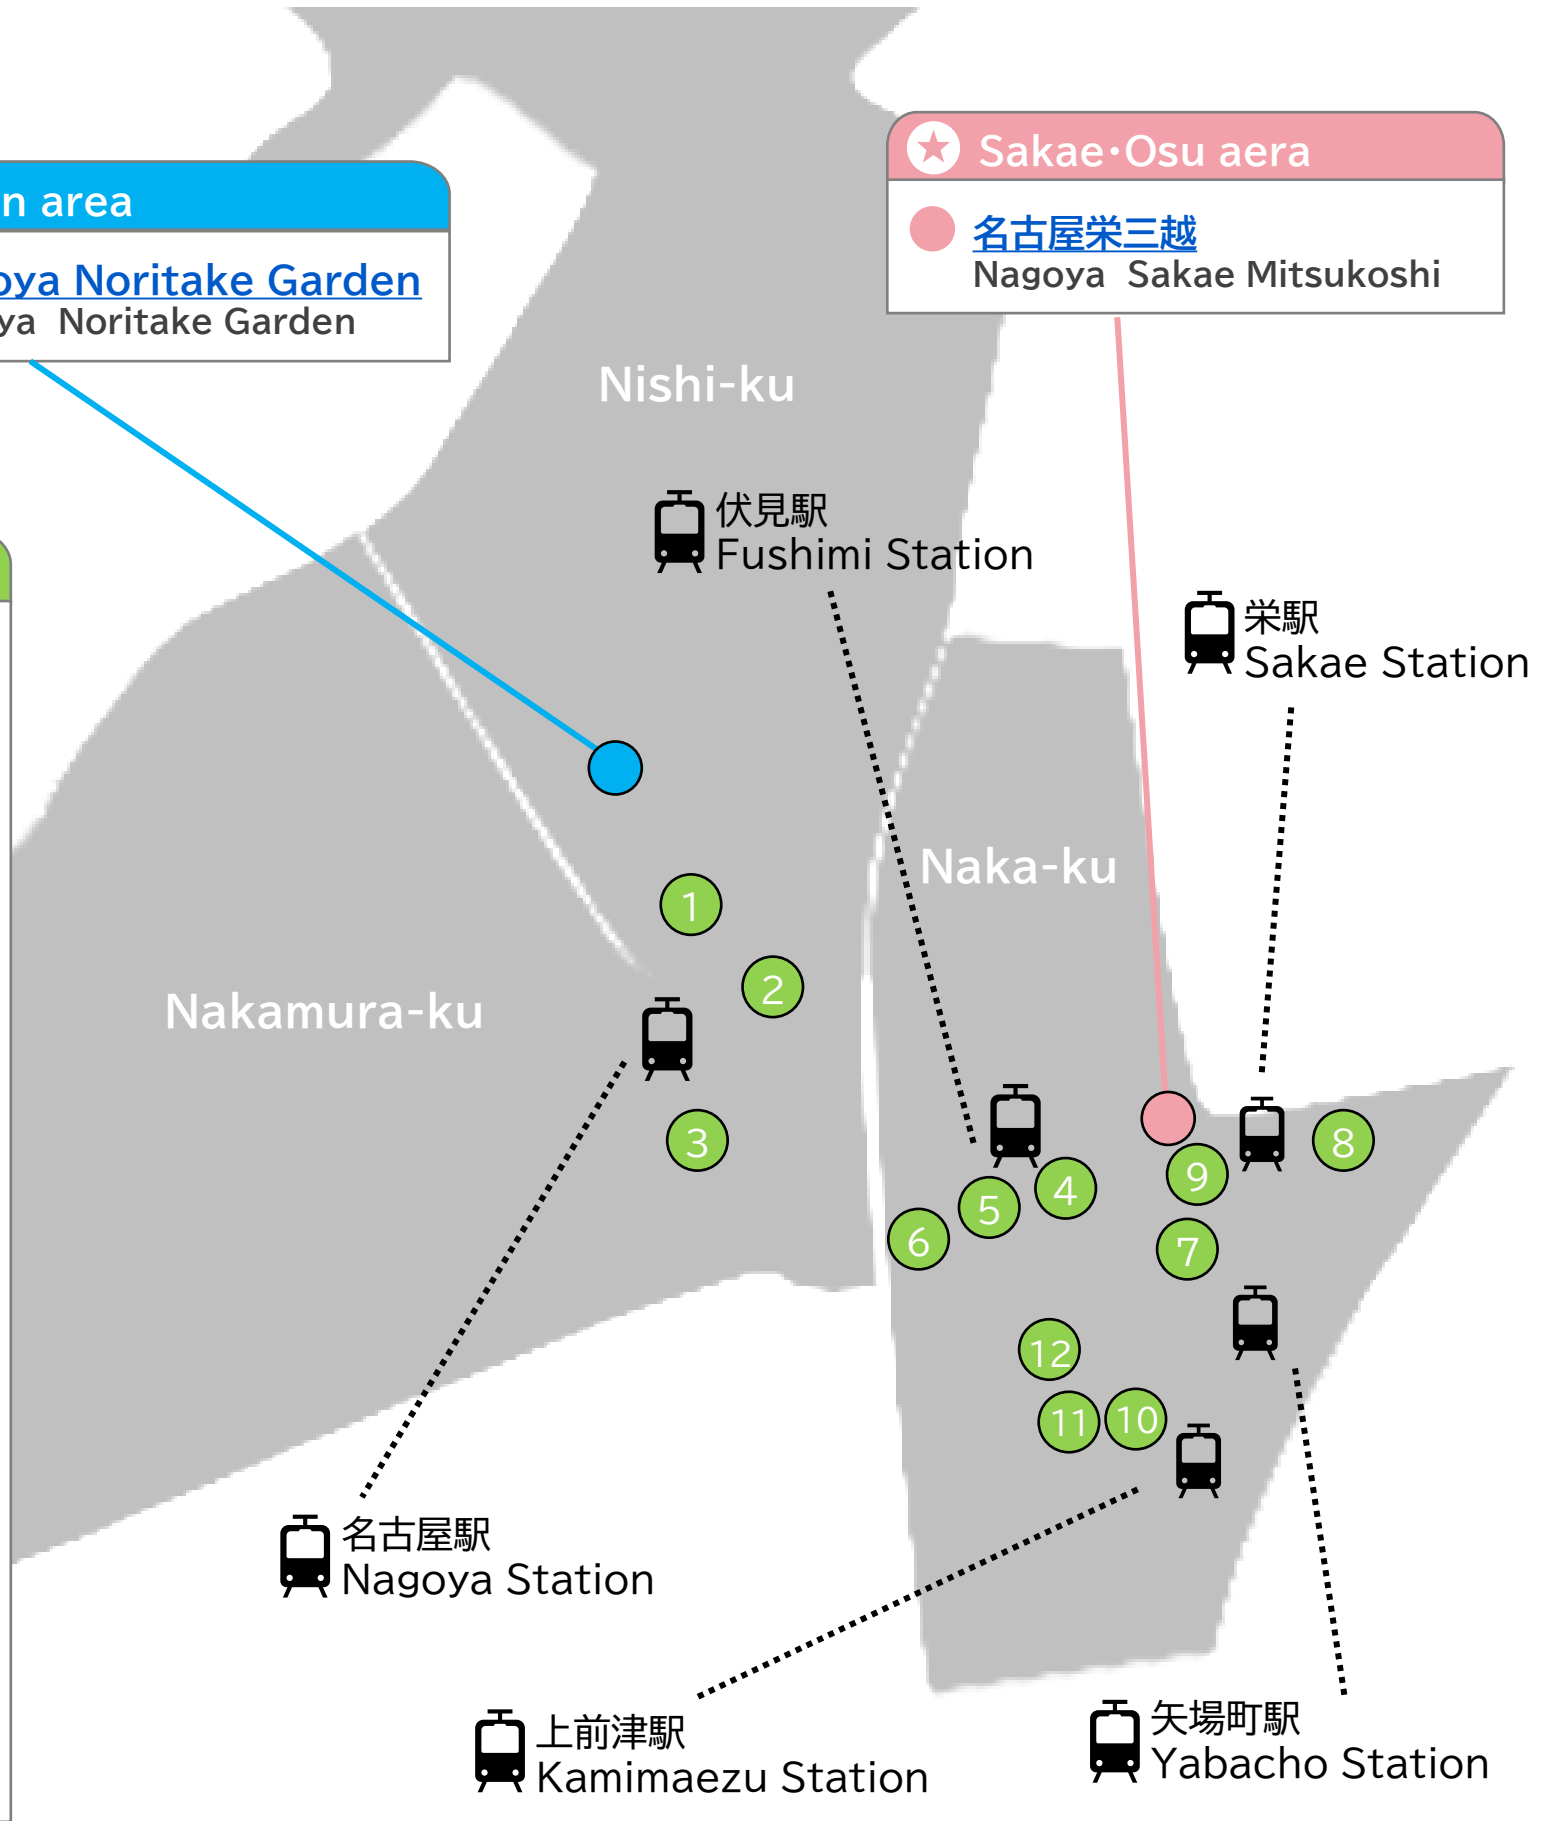 Sakae・Osu aera
名古屋栄三越
Nagoya Sakae Mitsukoshi
n area
oya Noritake Garden
ya Noritake Garden
Nishi-ku
伏見駅
Fushimi Station
栄駅
Sakae Station
Naka-ku
1
2
Nakamura-ku
3
8
9
4
5
6
7
12
11
10
名古屋駅
Nagoya Station
上前津駅
Kamimaezu Station
矢場町駅
Yabacho Station